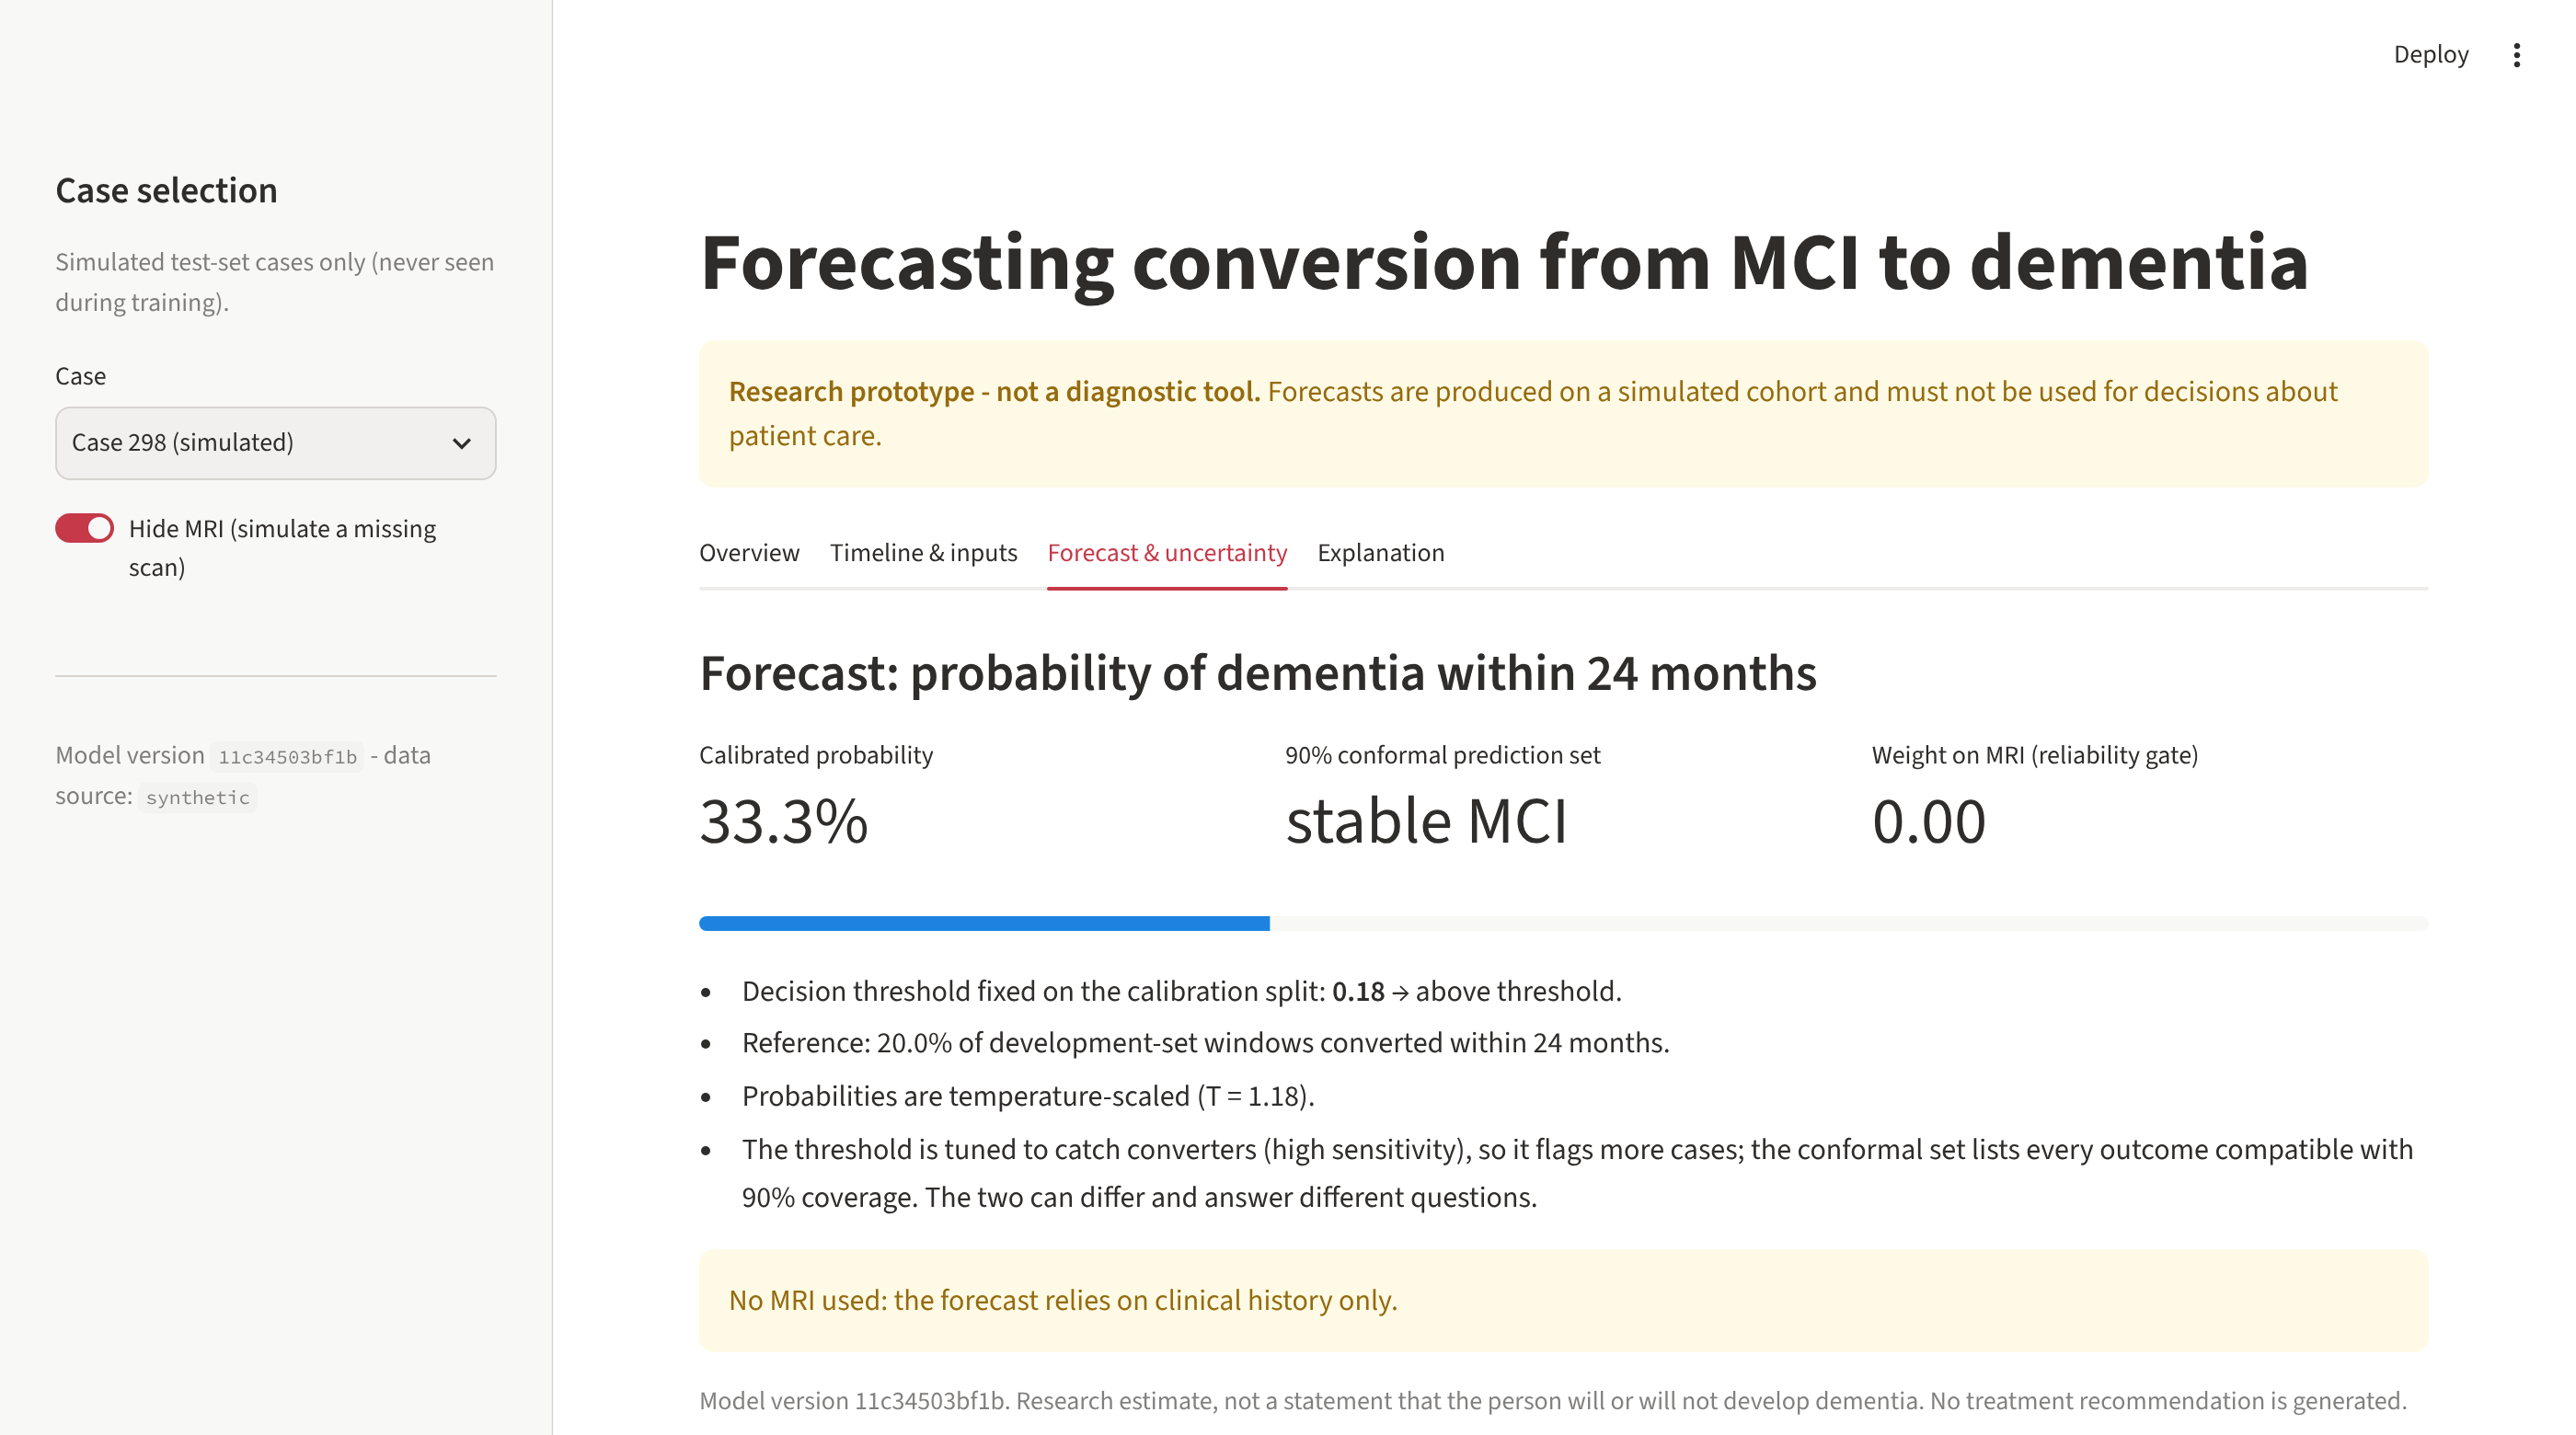 Deploy
Case selection
Simulated test-set cases only (never seen
during training).
Case
Case 298 (simulated)
Hide MRI (simulate a missing
scan)
Model version 11c34503bf1b - data
source: synthetic
Forecasting conversion from MCI to dementia
Research prototype - not a diagnostic tool. Forecasts are produced on a simulated cohort and must not be used for decisions about
patient care.
Overview Timeline & inputs Forecast & uncertainty Explanation
Forecast: probability of dementia within 24 months
Calibrated probability
33.3%
90% conformal prediction set
stable MCI
Weight on MRI (reliability gate)
0.00
• Decision threshold fixed on the calibration split: 0.18 → above threshold.
• Reference: 20.0% of development-set windows converted within 24 months.
• Probabilities are temperature-scaled (T = 1.18).
• The threshold is tuned to catch converters (high sensitivity), so it flags more cases; the conformal set lists every outcome compatible with
90% coverage. The two can differ and answer different questions.
No MRI used: the forecast relies on clinical history only.
Model version 11c34503bf1b. Research estimate, not a statement that the person will or will not develop dementia. No treatment recommendation is generated.